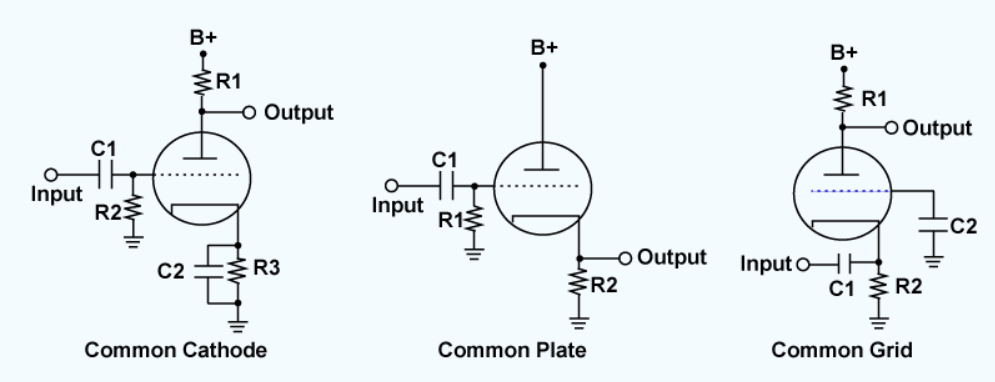 B+
R1
Output
C1
Input
R2
C2
R3
Common Cathode
B+
C1
Input
R1
Output
R2
Common Plate
B+
R1
Output
C2
Input
C1
R2
Common Grid